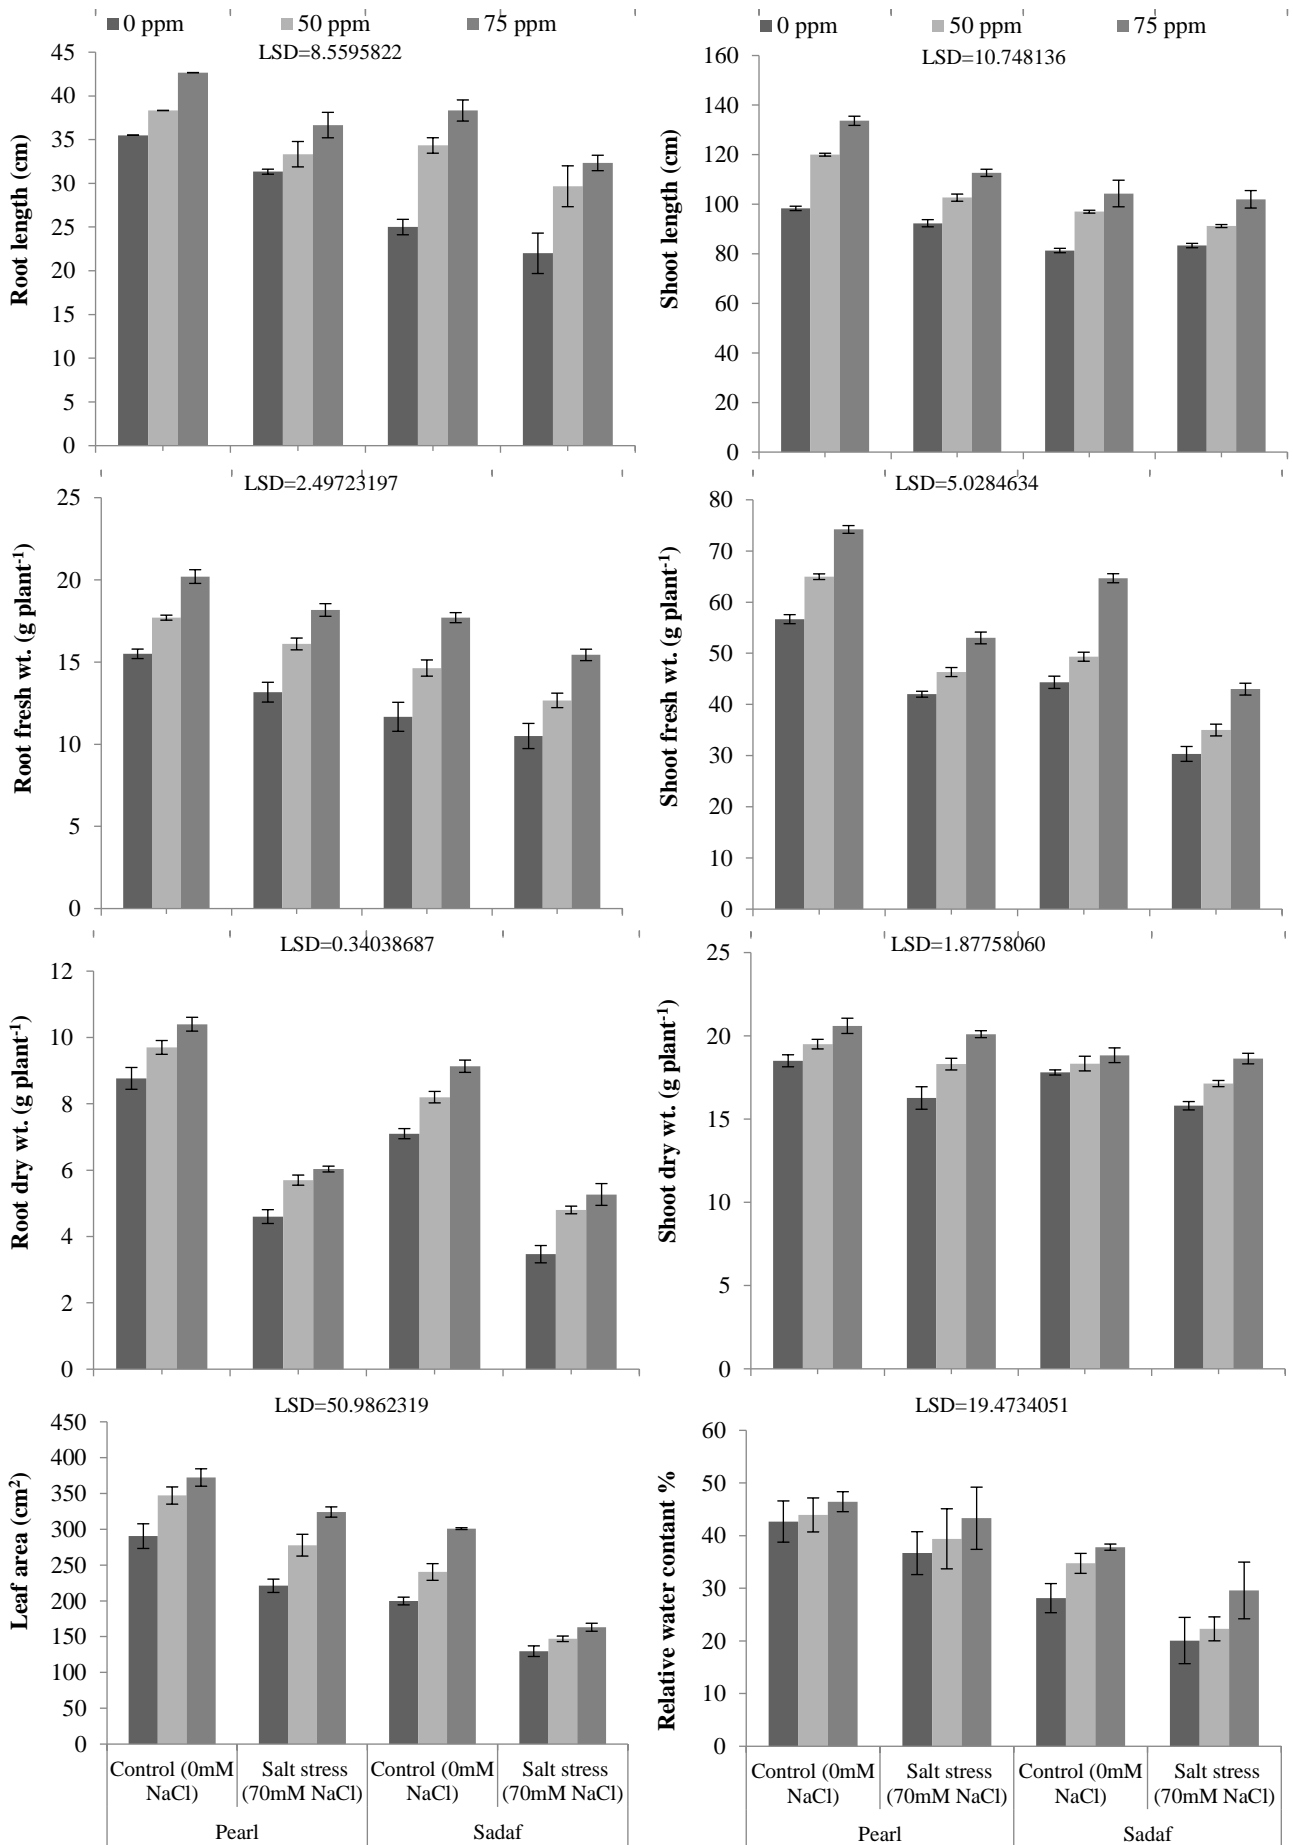 0 ppm 50 ppm 75 ppm
LSD=8.5595822
Root length (cm)
45
40
35
30
25
20
15
10
5
0
0 ppm 50 ppm 75 ppm
LSD=10.748136
Shoot length (cm)
160
140
120
100
80
60
40
20
0
LSD=2.49723197
Root fresh wt. (g plant-1)
25
20
15
10
5
0
LSD=5.0284634
Shoot fresh wt. (g plant-1)
80
70
60
50
40
30
20
10
0
LSD=0.34038687
Root dry wt. (g plant-1)
12
10
8
6
4
2
0
LSD=1.87758060
Shoot dry wt. (g plant-1)
25
20
15
10
5
0
LSD=50.9862319
Leaf area (cm2)
450
400
350
300
250
200
150
100
50
0
Control (0mM NaCl)
Salt stress (70mM NaCl)
Control (0mM NaCl)
Salt stress (70mM NaCl)
Pearl Sadaf
LSD=19.4734051
Relative water contant %
60
50
40
30
20
10
0
Control (0mM NaCl)
Salt stress (70mM NaCl)
Control (0mM NaCl)
Salt stress (70mM NaCl)
Pearl Sadaf